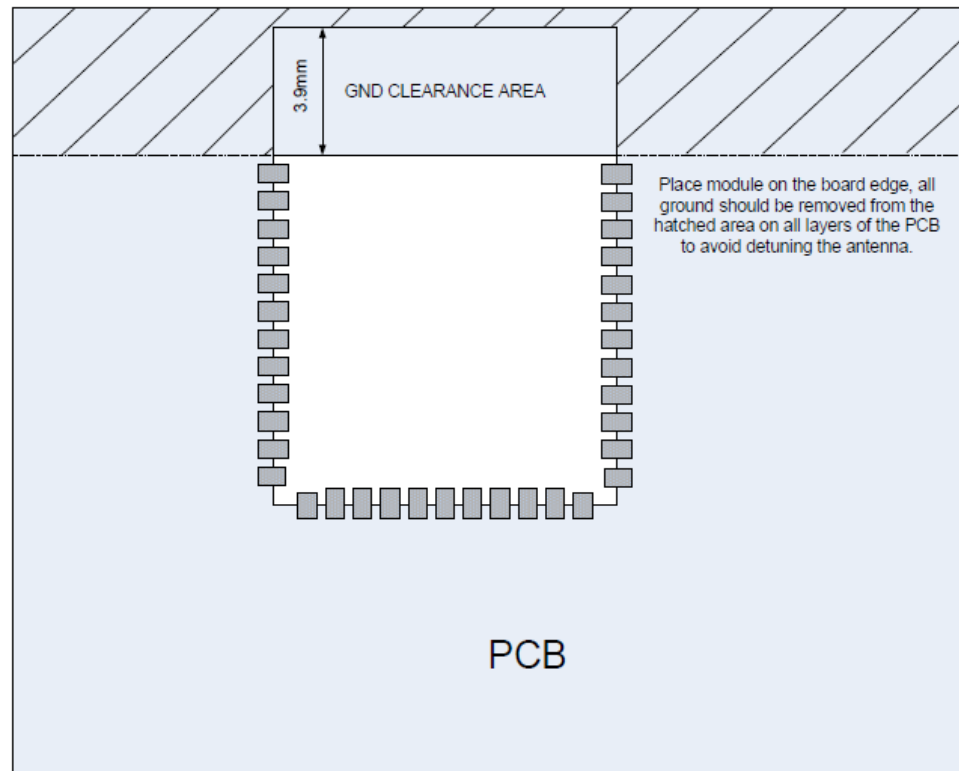 3.9mm
GND CLEARANCE AREA
Place module on the board edge, all
ground should be removed from the
hatched area on all layers of the PCB
to avoid detuning the antenna.
PCB